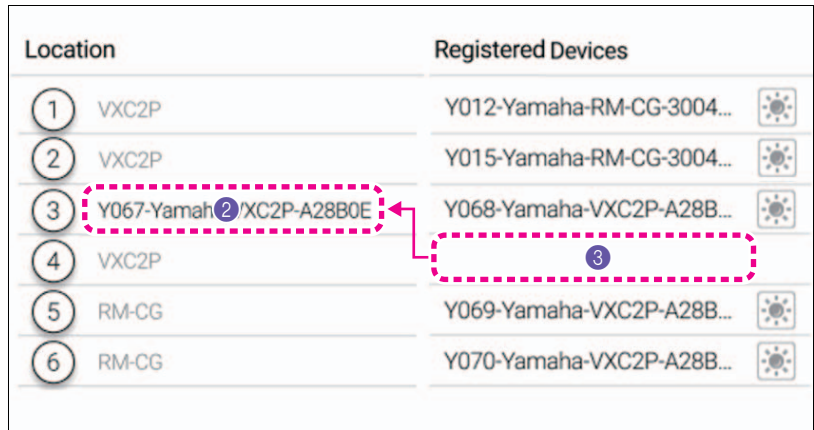 Location Registered Devices
1 VXC2P Y012-Yamaha-RM-CG-3004...
2 VXC2P Y015-Yamaha-RM-CG-3004...
3 Y067-Yamah 2 /XC2P-A28B0E Y068-Yamaha-VXC2P-A28B...
4 VXC2P 3
5 RM-CG Y069-Yamaha-VXC2P-A28B...
6 RM-CG Y070-Yamaha-VXC2P-A28B...